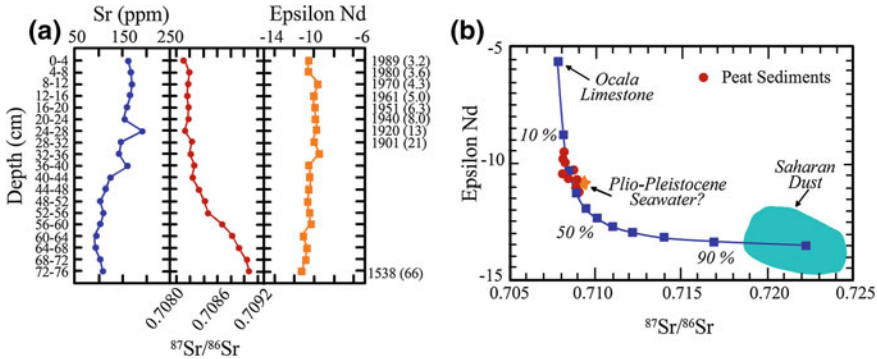 (a)
Sr (ppm)
Epsilon Nd
50 150 250
-14 -10 -6
Depth (cm)
0-4
4-8
8-12
12-16
16-20
20-24
24-28
28-32
32-36
36-40
40-44
44-48
48-52
52-56
56-60
60-64
64-68
68-72
72-76
1989 (3.2)
1980 (3.6)
1970 (4.3)
1961 (5.0)
1951 (6.3)
1940 (8.0)
1920 (13)
1901 (21)
1538 (66)
0.7080
0.7086
0.7092
⁸⁷Sr/⁸⁶Sr
(b)
Epsilon Nd
-5
-10
-15
Ocala
Limestone
Peat Sediments
10 %
Saharan
Dust
Plio-Pleistocene
Seawater?
50 %
90 %
0.705 0.710 0.715 0.720 0.725
⁸⁷Sr/⁸⁶Sr